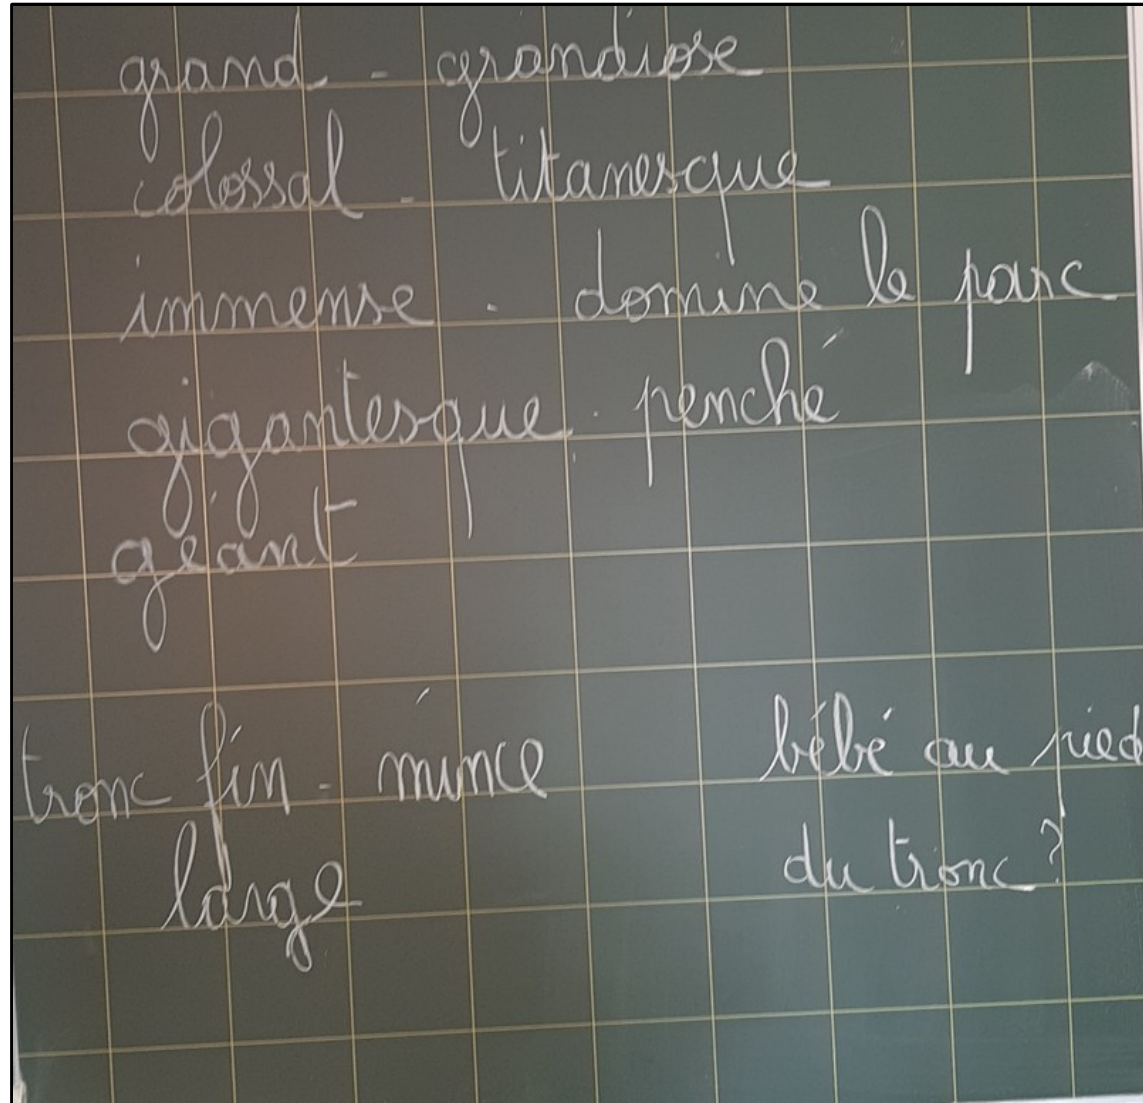 grand - grandiose
colossal - titanesque
immense - domine le parc
gigantesque - penché
géant
tronc fin - mince
large
bébé au pied
du tronc ?